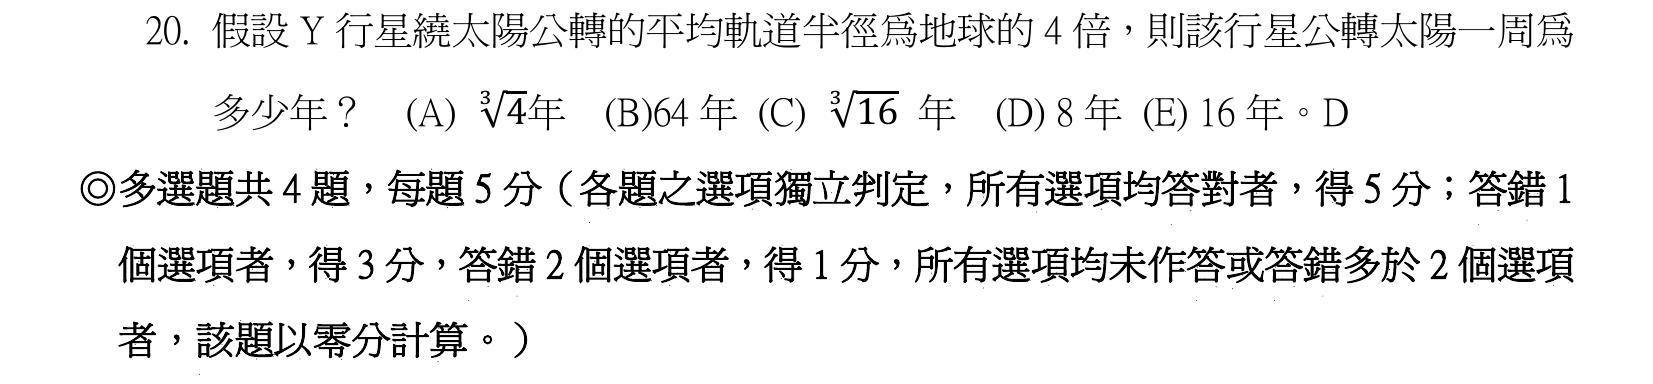 20. 假設 Y 行星繞太陽公轉的平均軌道半徑為地球的 4 倍，則該行星公轉太陽一周為
多少年？ (A) ∛4年 (B)64 年 (C) ∛16 年 (D) 8 年 (E) 16 年。D
◎多選題共 4 題，每題 5 分（各題之選項獨立判定，所有選項均答對者，得 5 分；答錯 1
個選項者，得 3 分，答錯 2 個選項者，得 1 分，所有選項均未作答或答錯多於 2 個選項
者，該題以零分計算。）